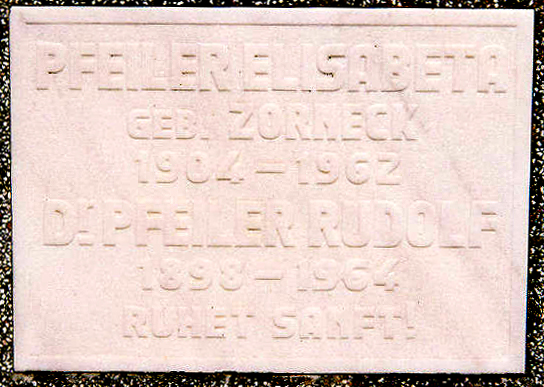 PFEILER ELISABETA
GEB. ZORNECK
1904 – 1962
Dr. PFEILER RUDOLF
1898 – 1964
RUHET SANFT!